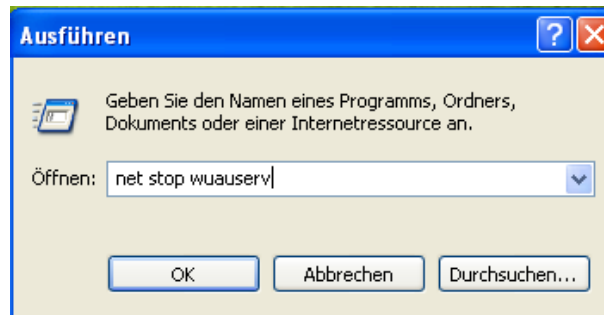 Ausführen
Geben Sie den Namen eines Programms, Ordners,
Dokuments oder einer Internetressource an.
Öffnen: net stop wuauserv
OK Abbrechen Durchsuchen...